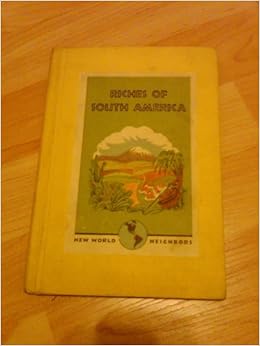 RICHES OF
SOUTH AMERICA
NEW WORLD NEIGHBORS